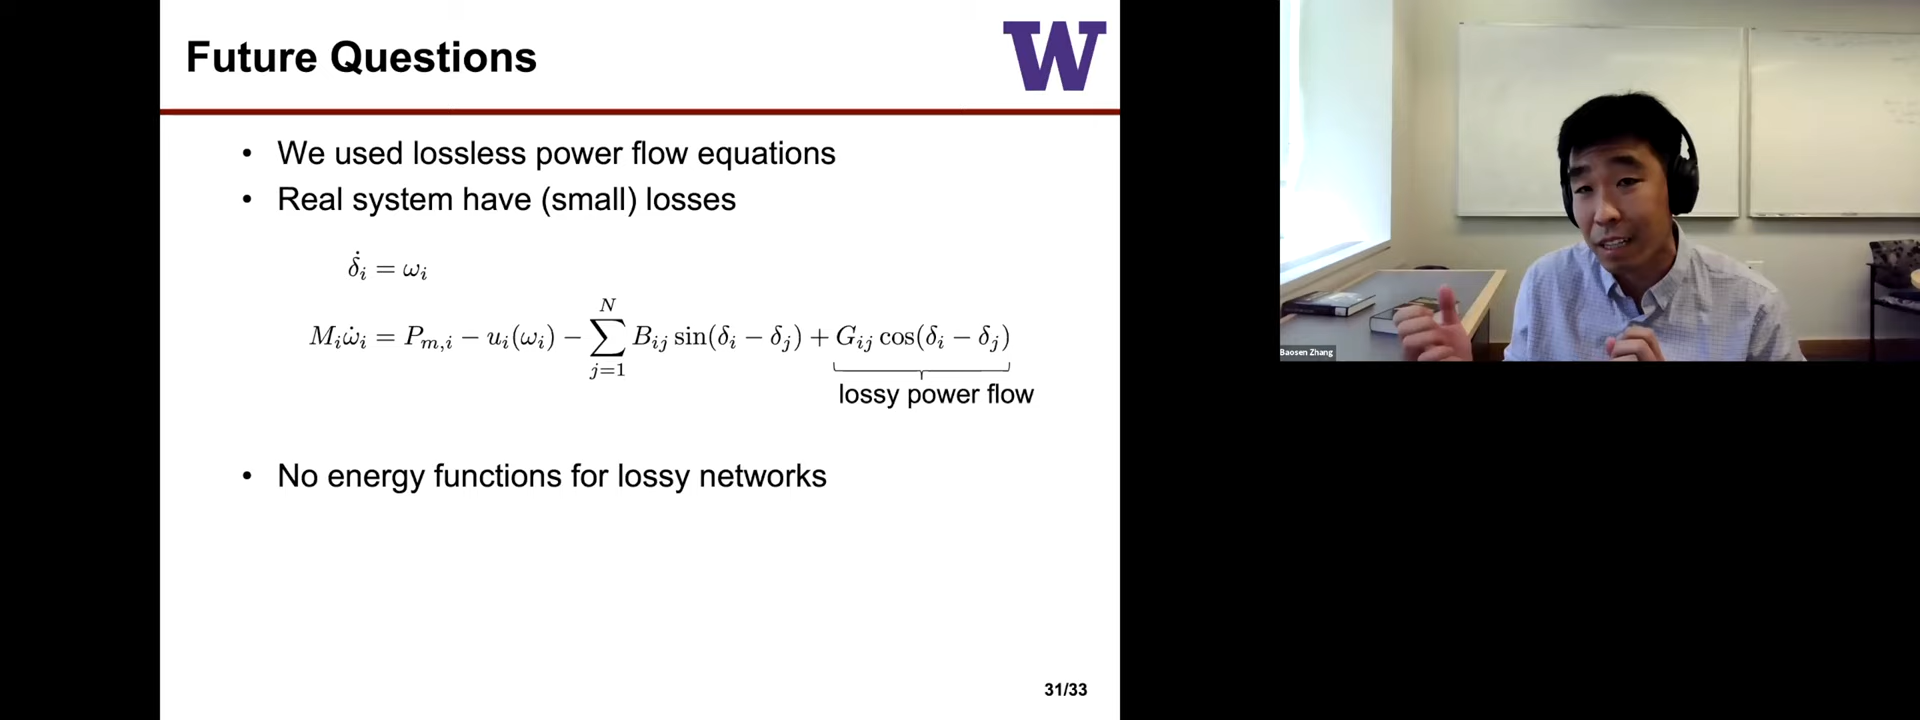 Future Questions
W
• We used lossless power flow equations
• Real system have (small) losses
δ̇ᵢ = ωᵢ
Mᵢω̇ᵢ = Pₘ,ᵢ − uᵢ(ωᵢ) − ∑ⱼ₌₁ᴺ Bᵢⱼ sin(δᵢ − δⱼ) + Gᵢⱼ cos(δᵢ − δⱼ)
lossy power flow
• No energy functions for lossy networks
31/33
Baosen Zhang